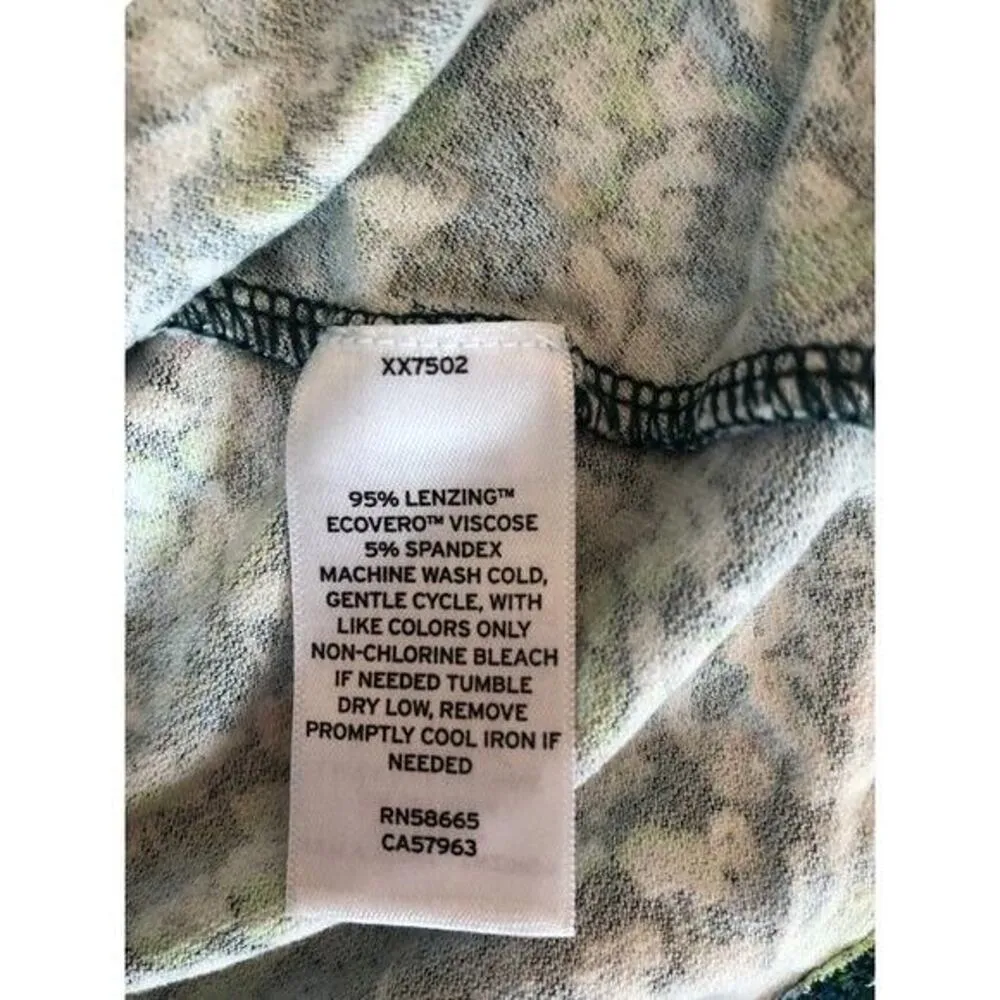 XX7502
95% LENZING™
ECOVERO™ VISCOSE
5% SPANDEX
MACHINE WASH COLD,
GENTLE CYCLE, WITH
LIKE COLORS ONLY
NON-CHLORINE BLEACH
IF NEEDED TUMBLE
DRY LOW, REMOVE
PROMPTLY COOL IRON IF
NEEDED
RN58665
CA57963